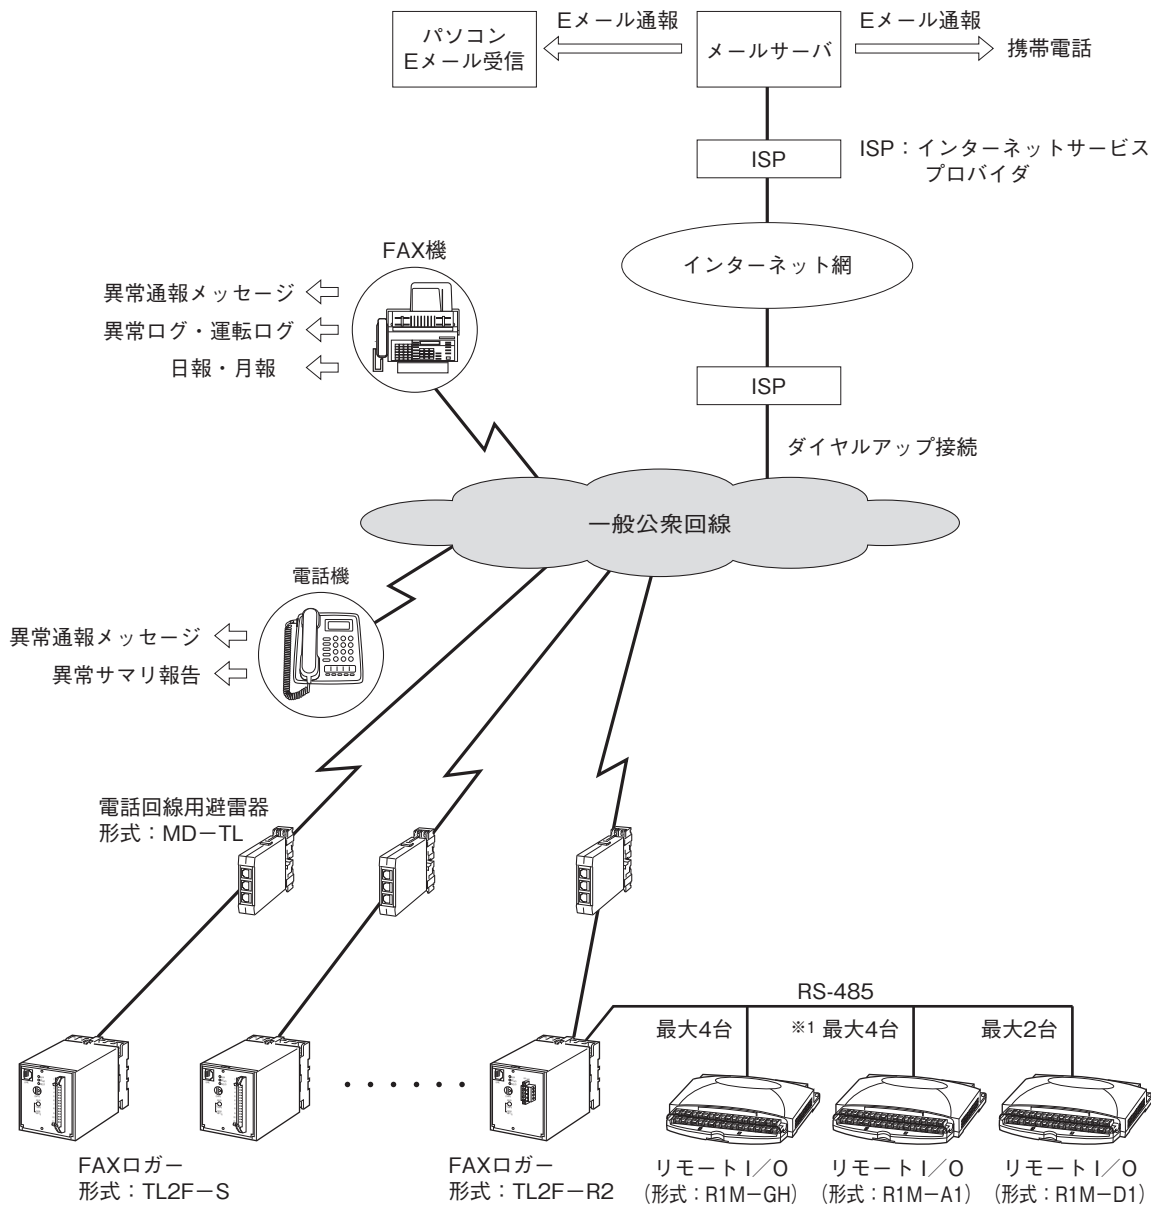 Eメール通報
Eメール通報
パソコン
Eメール受信
メールサーバ
携帯電話
ISP
ISP：インターネットサービス
プロバイダ
FAX機
インターネット網
異常通報メッセージ
異常ログ・運転ログ
日報・月報
ISP
ダイヤルアップ接続
一般公衆回線
電話機
異常通報メッセージ
異常サマリ報告
電話回線用避雷器
形式：MD－TL
RS-485
最大4台
※1 最大4台
最大2台
FAXロガー
形式：TL2F－S
FAXロガー
形式：TL2F－R2
リモート I／O
（形式：R1M－GH）
リモート I／O
（形式：R1M－A1）
リモート I／O
（形式：R1M－D1）